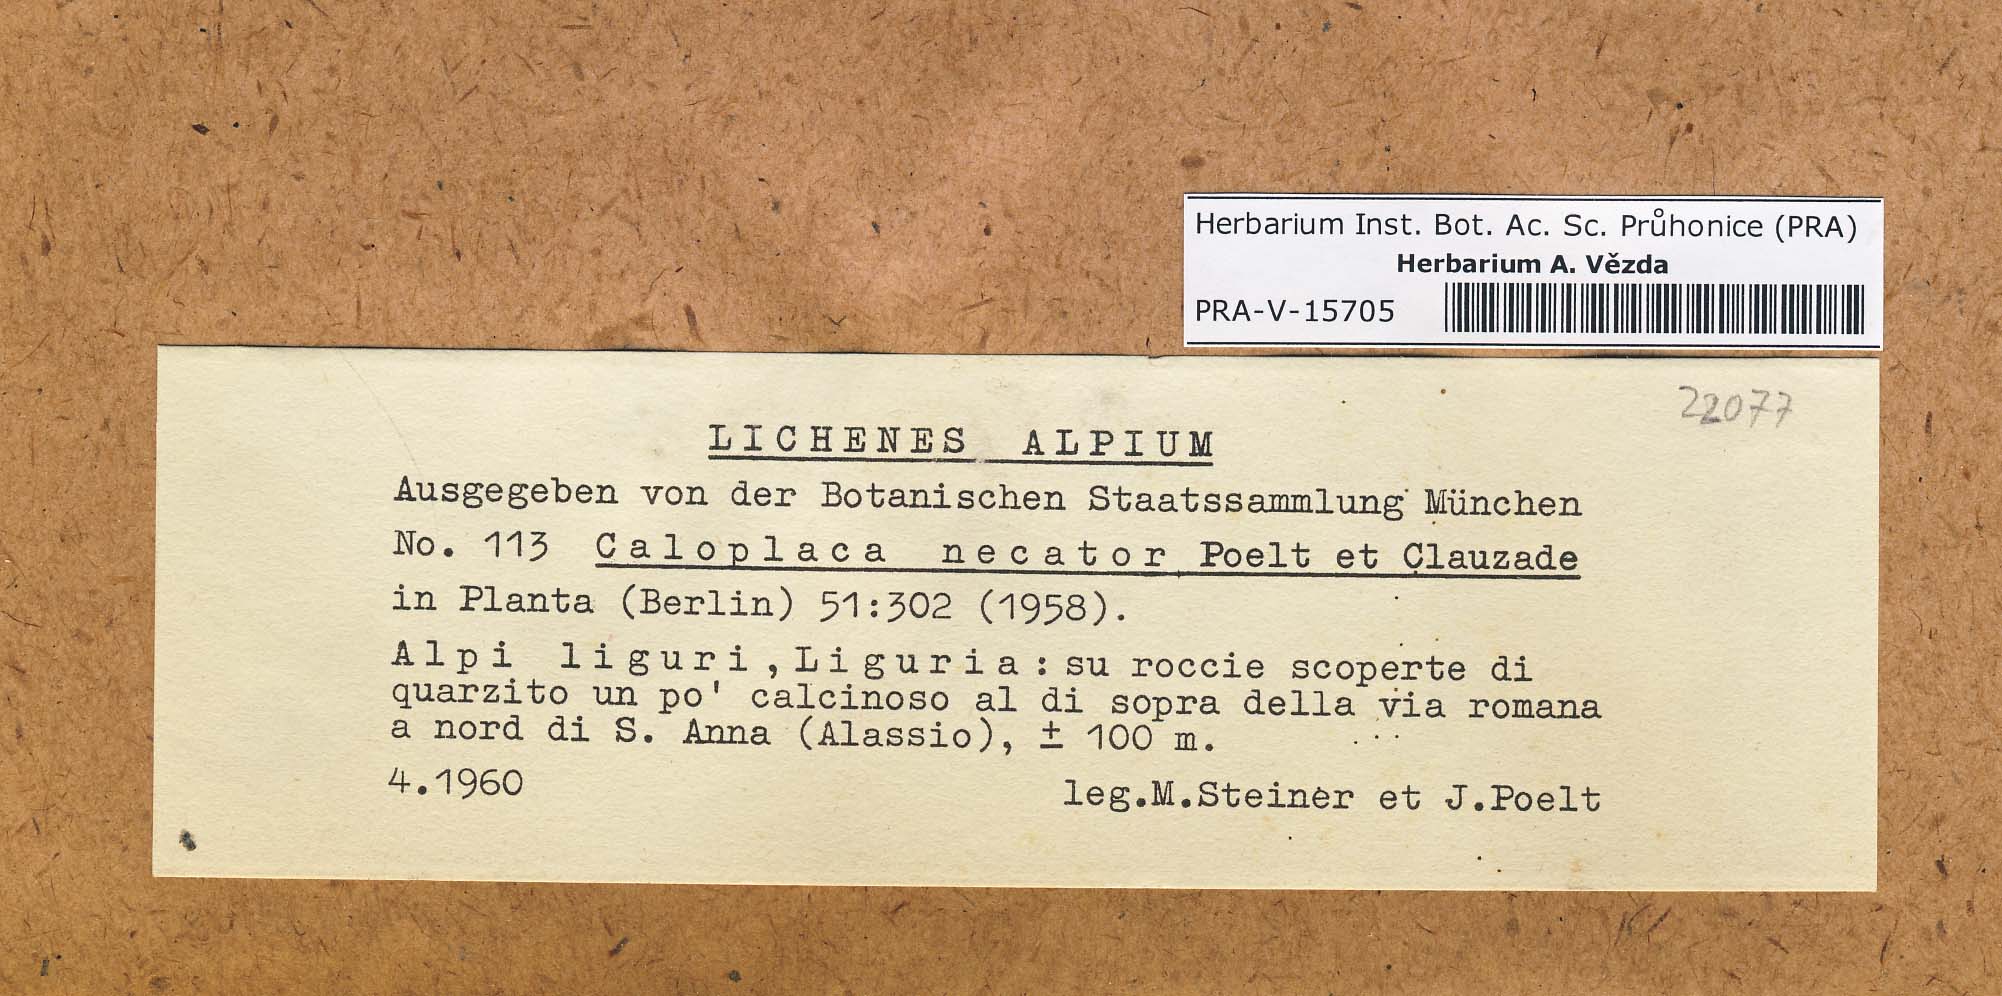 Herbarium Inst. Bot. Ac. Sc. Průhonice (PRA)
Herbarium A. Vězda
PRA-V-15705
22077
LICHENES ALPIUM
Ausgegeben von der Botanischen Staatssammlung München
No. 113 Caloplaca necator Poelt et Clauzade
in Planta (Berlin) 51:302 (1958).
Alpi liguri, Liguria: su roccie scoperte di
quarzito un po' calcinoso al di sopra della via romana
a nord di S. Anna (Alassio), ± 100 m.
4.1960 leg.M.Steiner et J.Poelt